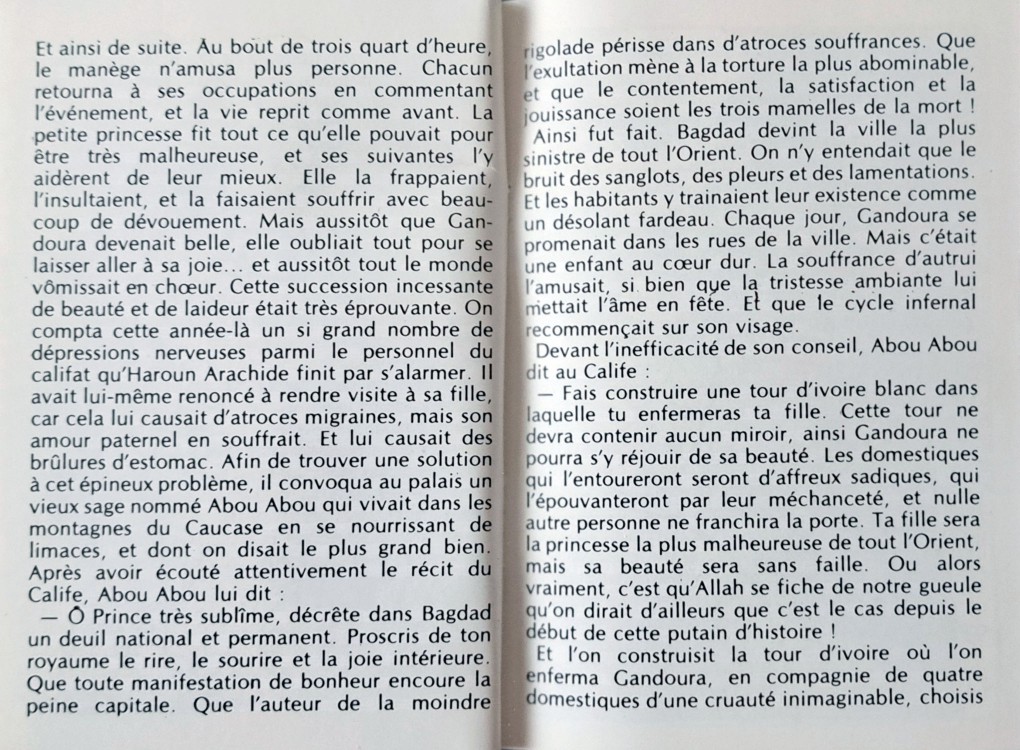 Et ainsi de suite. Au bout de trois quart d'heure,
le manège n'amusa plus personne. Chacun
retourna à ses occupations en commentant
l'événement, et la vie reprit comme avant. La
petite princesse fit tout ce qu'elle pouvait pour
être très malheureuse, et ses suivantes l'y
aidèrent de leur mieux. Elle la frappaient,
l'insultaient, et la faisaient souffrir avec beau-
coup de dévouement. Mais aussitôt que Gan-
doura devenait belle, elle oubliait tout pour se
laisser aller à sa joie... et aussitôt tout le monde
vômissait en chœur. Cette succession incessante
de beauté et de laideur était très éprouvante. On
compta cette année-là un si grand nombre de
dépressions nerveuses parmi le personnel du
califat qu'Haroun Arachide finit par s'alarmer. Il
avait lui-même renoncé à rendre visite à sa fille,
car cela lui causait d'atroces migraines, mais son
amour paternel en souffrait. Et lui causait des
brûlures d'estomac. Afin de trouver une solution
à cet épineux problème, il convoqua au palais un
vieux sage nommé Abou Abou qui vivait dans les
montagnes du Caucase en se nourrissant de
limaces, et dont on disait le plus grand bien.
Après avoir écouté attentivement le récit du
Calife, Abou Abou lui dit :
— Ô Prince très sublîme, décrète dans Bagdad
un deuil national et permanent. Proscris de ton
royaume le rire, le sourire et la joie intérieure.
Que toute manifestation de bonheur encoure la
peine capitale. Que l'auteur de la moindre
rigolade périsse dans d'atroces souffrances. Que
l'exultation mène à la torture la plus abominable,
et que le contentement, la satisfaction et la
jouissance soient les trois mamelles de la mort !
Ainsi fut fait. Bagdad devint la ville la plus
sinistre de tout l'Orient. On n'y entendait que le
bruit des sanglots, des pleurs et des lamentations.
Et les habitants y trainaient leur existence comme
un désolant fardeau. Chaque jour, Gandoura se
promenait dans les rues de la ville. Mais c'était
une enfant au cœur dur. La souffrance d'autrui
l'amusait, si bien que la tristesse ambiante lui
mettait l'âme en fête. Et que le cycle infernal
recommençait sur son visage.
Devant l'inefficacité de son conseil, Abou Abou
dit au Calife :
— Fais construire une tour d'ivoire blanc dans
laquelle tu enfermeras ta fille. Cette tour ne
devra contenir aucun miroir, ainsi Gandoura ne
pourra s'y réjouir de sa beauté. Les domestiques
qui l'entoureront seront d'affreux sadiques, qui
l'épouvanteront par leur méchanceté, et nulle
autre personne ne franchira la porte. Ta fille sera
la princesse la plus malheureuse de tout l'Orient,
mais sa beauté sera sans faille. Ou alors
vraiment, c'est qu'Allah se fiche de notre gueule
qu'on dirait d'ailleurs que c'est le cas depuis le
début de cette putain d'histoire !
Et l'on construisit la tour d'ivoire où l'on
enferma Gandoura, en compagnie de quatre
domestiques d'une cruauté inimaginable, choisis